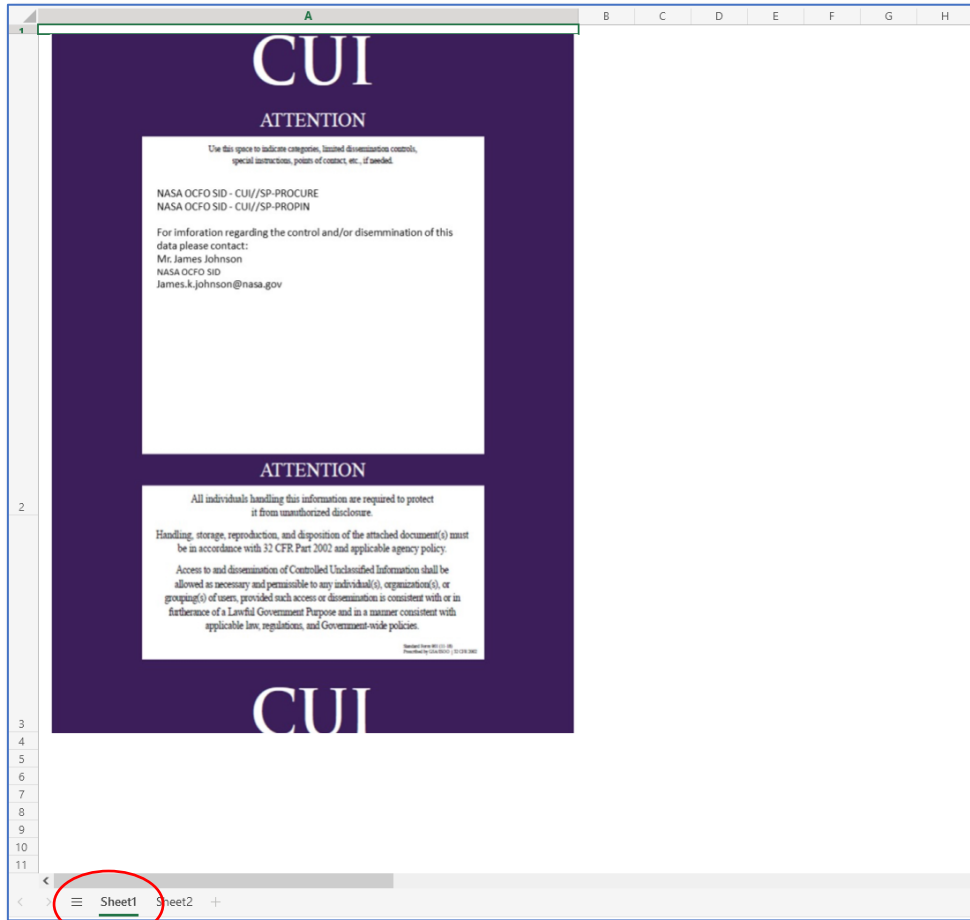 A B C D E F G H
1
CUI
ATTENTION
Use this space to indicate categories, limited dissemination controls,
special instructions, points of contact, etc., if needed.
NASA OCFO SID - CUI//SP-PROCURE
NASA OCFO SID - CUI//SP-PROPIN
For imforation regarding the control and/or disemmination of this
data please contact:
Mr. James Johnson
NASA OCFO SID
James.k.johnson@nasa.gov
ATTENTION
2
All individuals handling this information are required to protect
it from unauthorized disclosure.
Handling, storage, reproduction, and disposition of the attached document(s) must
be in accordance with 32 CFR Part 2002 and applicable agency policy.
Access to and dissemination of Controlled Unclassified Information shall be
allowed as necessary and permissible to any individual(s), organization(s), or
grouping(s) of users, provided such access or dissemination is consistent with or in
furtherance of a Lawful Government Purpose and in a manner consistent with
applicable law, regulations, and Government-wide policies.
Standard Form
Prescribed by 32 CFR 2002
CUI
3
4
5
6
7
8
9
10
11
Sheet1 Sheet2